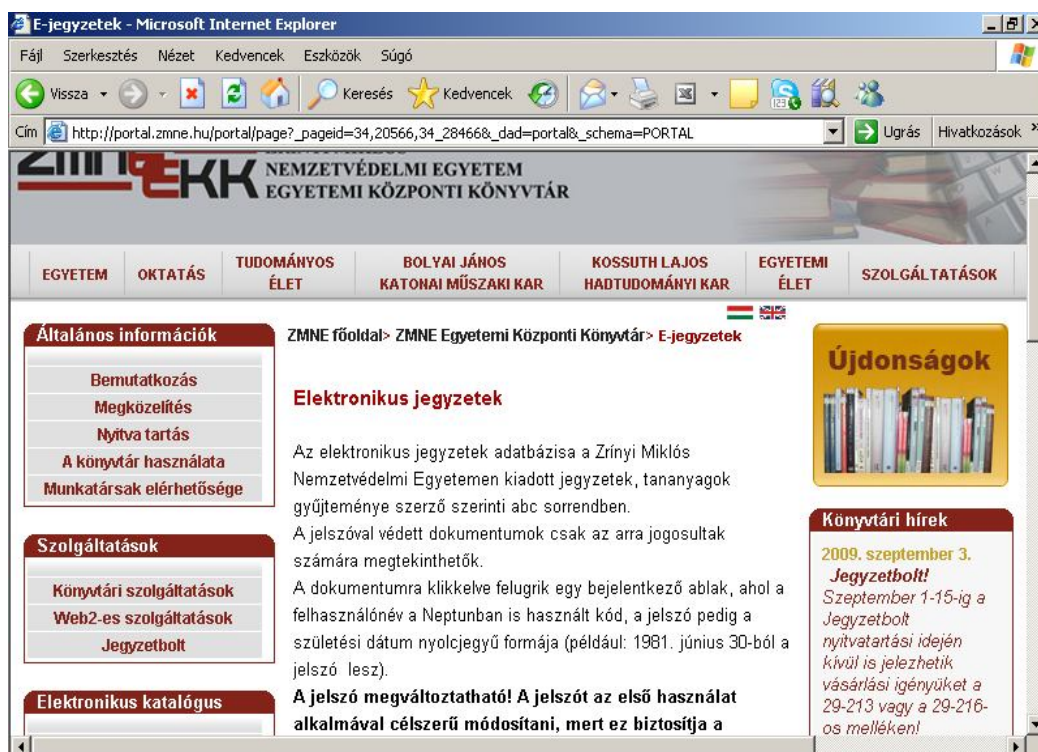 E-jegyzetek - Microsoft Internet Explorer
Fájl Szerkesztés Nézet Kedvencek Eszközök Súgó
Vissza Keresés Kedvencek
Cím http://portal.zmne.hu/portal/page?_pageid=34,20566,34_28466&_dad=portal&_schema=PORTAL Ugrás Hivatkozások
NEMZETVÉDELMI EGYETEM
EKK
EGYETEMI KÖZPONTI KÖNYVTÁR
EGYETEM
OKTATÁS
TUDOMÁNYOS
ÉLET
BOLYAI JÁNOS
KATONAI MŰSZAKI KAR
KOSSUTH LAJOS
HADTUDOMÁNYI KAR
EGYETEMI
ÉLET
SZOLGÁLTATÁSOK
Általános információk
Bemutatkozás
Megközelítés
Nyitva tartás
A könyvtár használata
Munkatársak elérhetősége
Szolgáltatások
Könyvtári szolgáltatások
Web2-es szolgáltatások
Jegyzetbolt
Elektronikus katalógus
ZMNE főoldal> ZMNE Egyetemi Központi Könyvtár> E-jegyzetek
Elektronikus jegyzetek
Az elektronikus jegyzetek adatbázisa a Zrínyi Miklós
Nemzetvédelmi Egyetemen kiadott jegyzetek, tananyagok
gyűjteménye szerző szerinti abc sorrendben.
A jelszóval védett dokumentumok csak az arra jogosultak
számára megtekinthetők.
A dokumentumra klikkelve felugrik egy bejelentkező ablak, ahol a
felhasználónév a Neptunban is használt kód, a jelszó pedig a
születési dátum nyolcjegyű formája (például: 1981. június 30-ból a
jelszó lesz).
A jelszó megváltoztatható! A jelszót az első használat
alkalmával célszerű módosítani, mert ez biztosítja a
Újdonságok
Könyvtári hírek
2009. szeptember 3.
Jegyzetbolt!
Szeptember 1-15-ig a
Jegyzetbolt
nyitvatartási idején
kívül is jelezhetik
vásárlási igényüket a
29-213 vagy a 29-216-
os melléken!